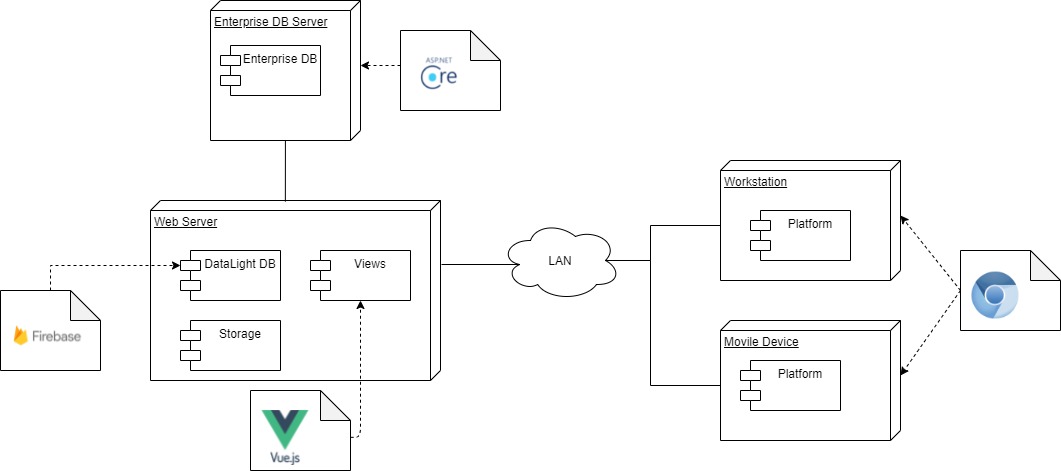 Enterprise DB Server
Enterprise DB
ASP.NET
Core
Web Server
DataLight DB
Views
Storage
Firebase
Vue.js
LAN
Workstation
Platform
Movile Device
Platform